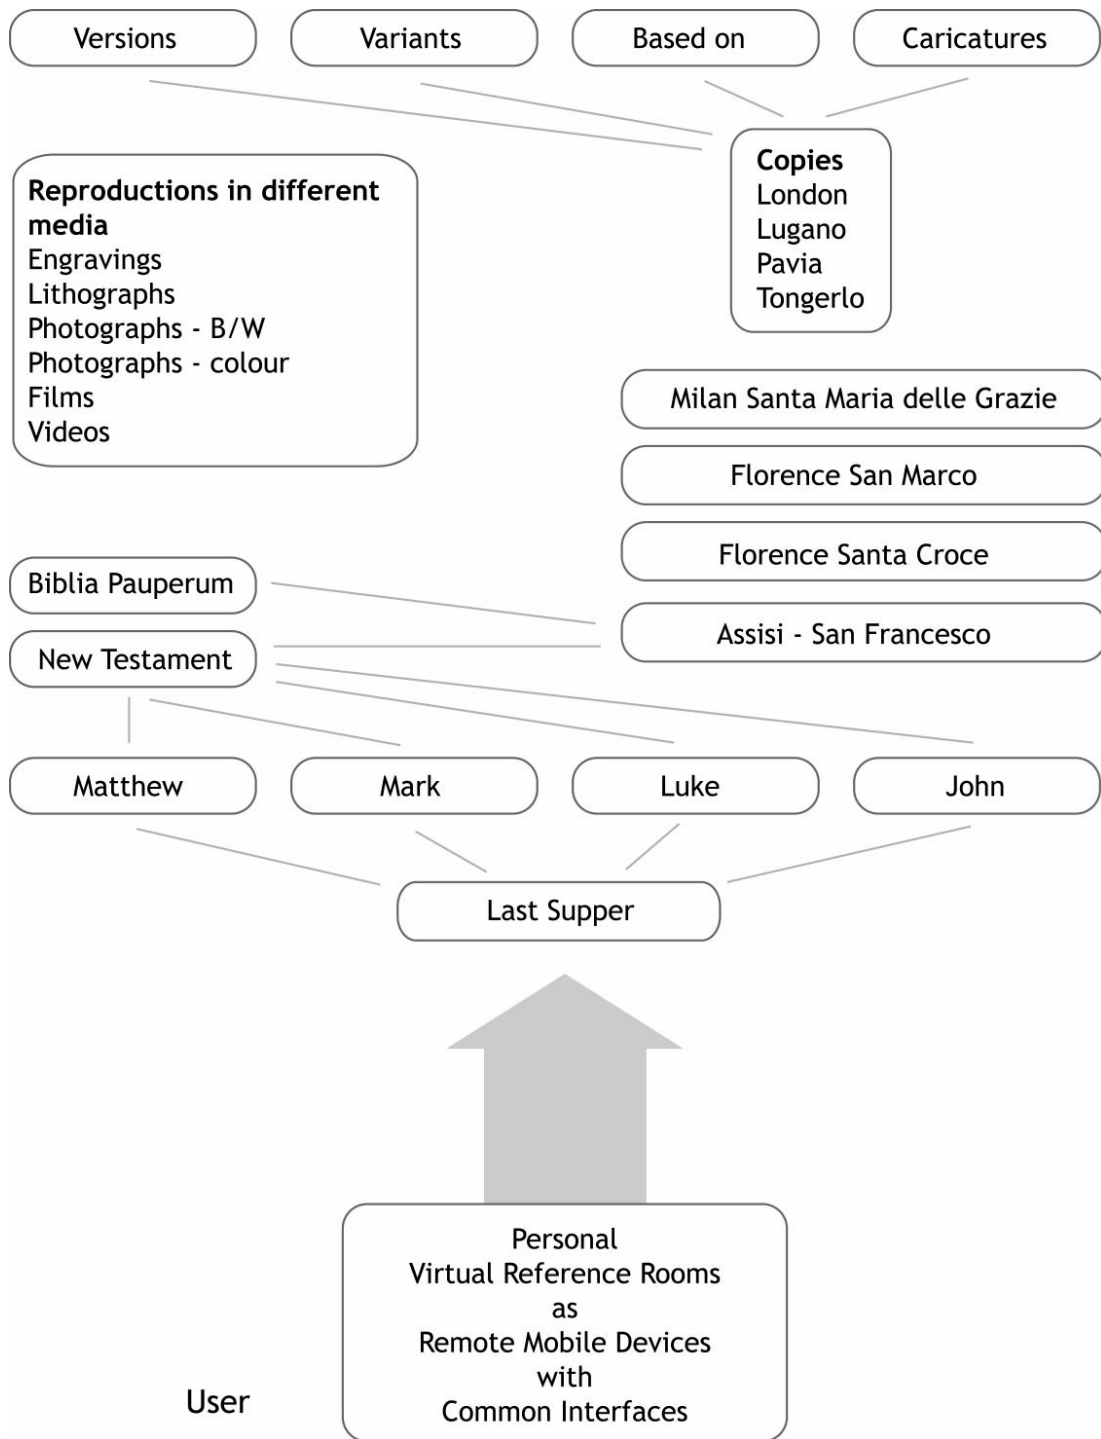 Versions
Variants
Based on
Caricatures
Copies
London
Lugano
Pavia
Tongerlo
Reproductions in different
media
Engravings
Lithographs
Photographs - B/W
Photographs - colour
Films
Videos
Milan Santa Maria delle Grazie
Florence San Marco
Florence Santa Croce
Assisi - San Francesco
Biblia Pauperum
New Testament
Matthew
Mark
Luke
John
Last Supper
Personal
Virtual Reference Rooms
as
Remote Mobile Devices
with
Common Interfaces
User